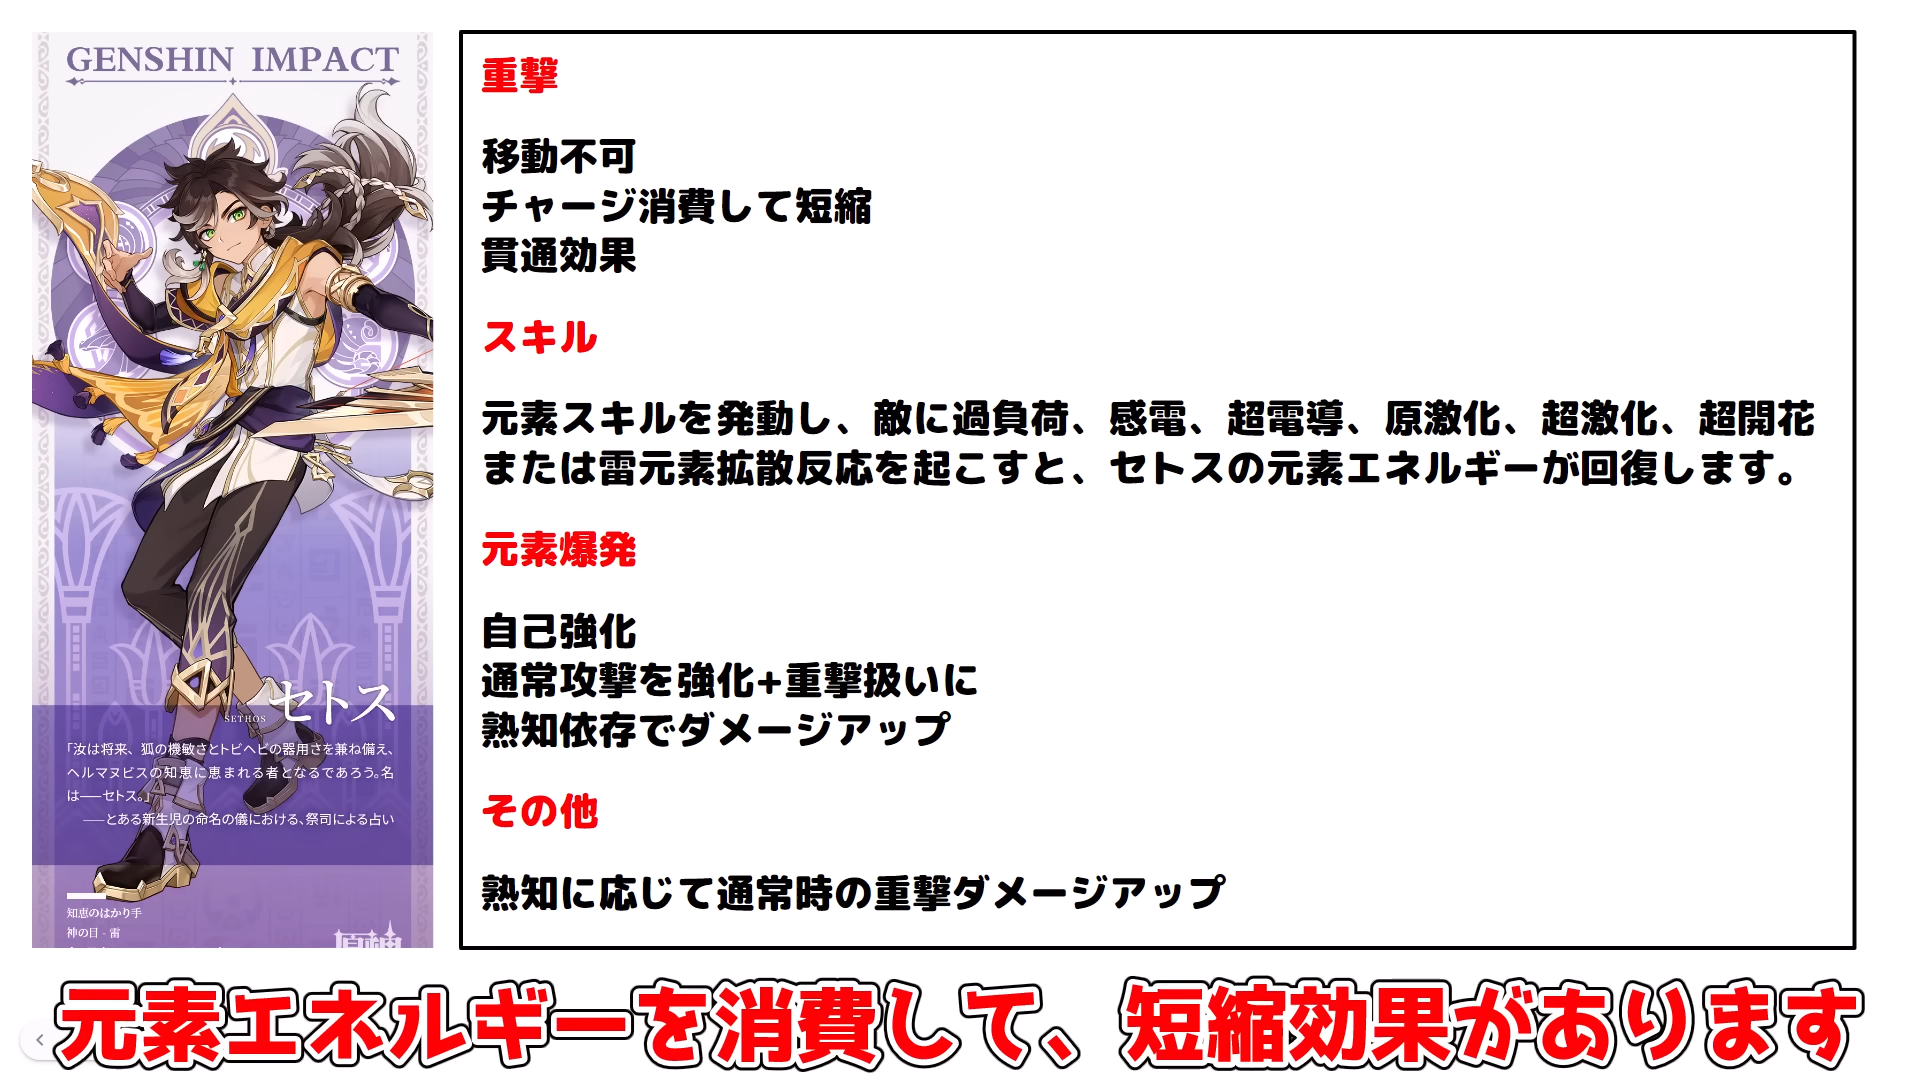 GENSHIN IMPACT
セトス
SETHOS
「汝は将来、狐の機敏さとトビヘビの器用さを兼ね備え、
ヘルマヌビスの知恵に恵まれる者となるであろう。名
は——セトス。」
——とある新生児の命名の儀における、祭司による占い
知恵のはかり手
神の目 - 雷
原神
重撃
移動不可
チャージ消費して短縮
貫通効果
スキル
元素スキルを発動し、敵に過負荷、感電、超電導、原激化、超激化、超開花
または雷元素拡散反応を起こすと、セトスの元素エネルギーが回復します。
元素爆発
自己強化
通常攻撃を強化+重撃扱いに
熟知依存でダメージアップ
その他
熟知に応じて通常時の重撃ダメージアップ
元素エネルギーを消費して、短縮効果があります